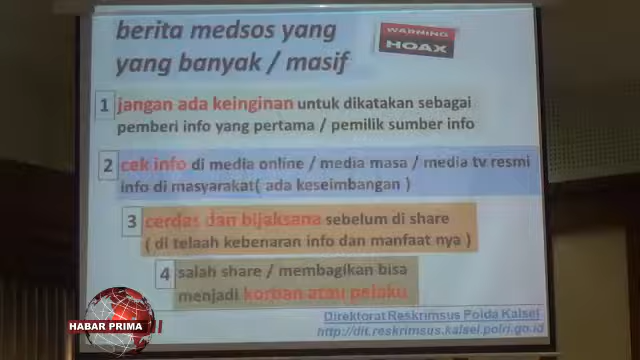 berita medsos yang
yang banyak / masif
WARNING
HOAX
1 jangan ada keinginan untuk dikatakan sebagai
pemberi info yang pertama / pemilik sumber info
2 cek info di media online / media masa / media tv resmi
info di masyarakat( ada keseimbangan )
3 cerdas dan bijaksana sebelum di share
( di telaah kebenaran info dan manfaat nya )
4 salah share / membagikan bisa
menjadi korban atau pelaku
Direktorat Reskrimsus Polda Kalsel
http://dit.reskrimsus.kalsel.polri.go.id
HABAR PRIMA